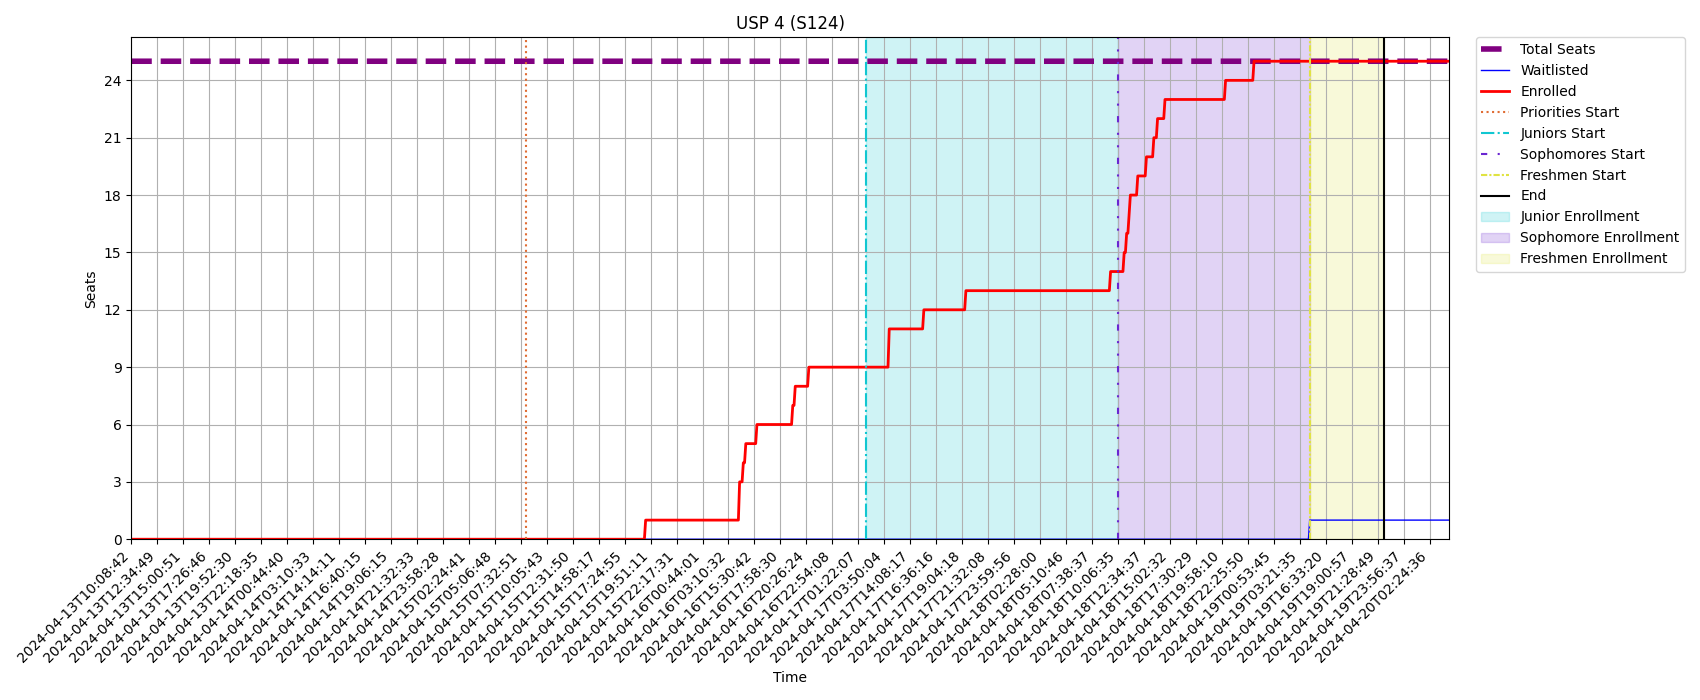 USP 4 (S124)
Total Seats
Waitlisted
Enrolled
Priorities Start
Juniors Start
Sophomores Start
Freshmen Start
End
Junior Enrollment
Sophomore Enrollment
Freshmen Enrollment
Seats
24
21
18
15
12
9
6
3
0
2024-04-13T10:08:42
2024-04-13T12:34:49
2024-04-13T15:00:51
2024-04-13T17:26:46
2024-04-13T19:52:30
2024-04-13T22:18:35
2024-04-14T00:44:40
2024-04-14T03:10:33
2024-04-14T14:14:11
2024-04-14T16:40:15
2024-04-14T19:06:15
2024-04-14T21:32:33
2024-04-14T23:58:28
2024-04-15T02:24:41
2024-04-15T05:06:48
2024-04-15T07:32:51
2024-04-15T10:05:43
2024-04-15T12:31:50
2024-04-15T14:58:17
2024-04-15T17:24:55
2024-04-15T19:51:11
2024-04-15T22:17:31
2024-04-16T00:44:01
2024-04-16T03:10:32
2024-04-16T15:30:42
2024-04-16T17:58:30
2024-04-16T20:26:24
2024-04-16T22:54:08
2024-04-17T01:22:07
2024-04-17T03:50:04
2024-04-17T14:08:17
2024-04-17T16:36:16
2024-04-17T19:04:18
2024-04-17T21:32:08
2024-04-17T23:59:56
2024-04-18T02:28:00
2024-04-18T05:10:46
2024-04-18T07:38:37
2024-04-18T10:06:35
2024-04-18T12:34:37
2024-04-18T15:02:32
2024-04-18T17:30:29
2024-04-18T19:58:10
2024-04-18T22:25:50
2024-04-19T00:53:45
2024-04-19T03:21:35
2024-04-19T16:33:20
2024-04-19T19:00:57
2024-04-19T21:28:49
2024-04-19T23:56:37
2024-04-20T02:24:36
Time